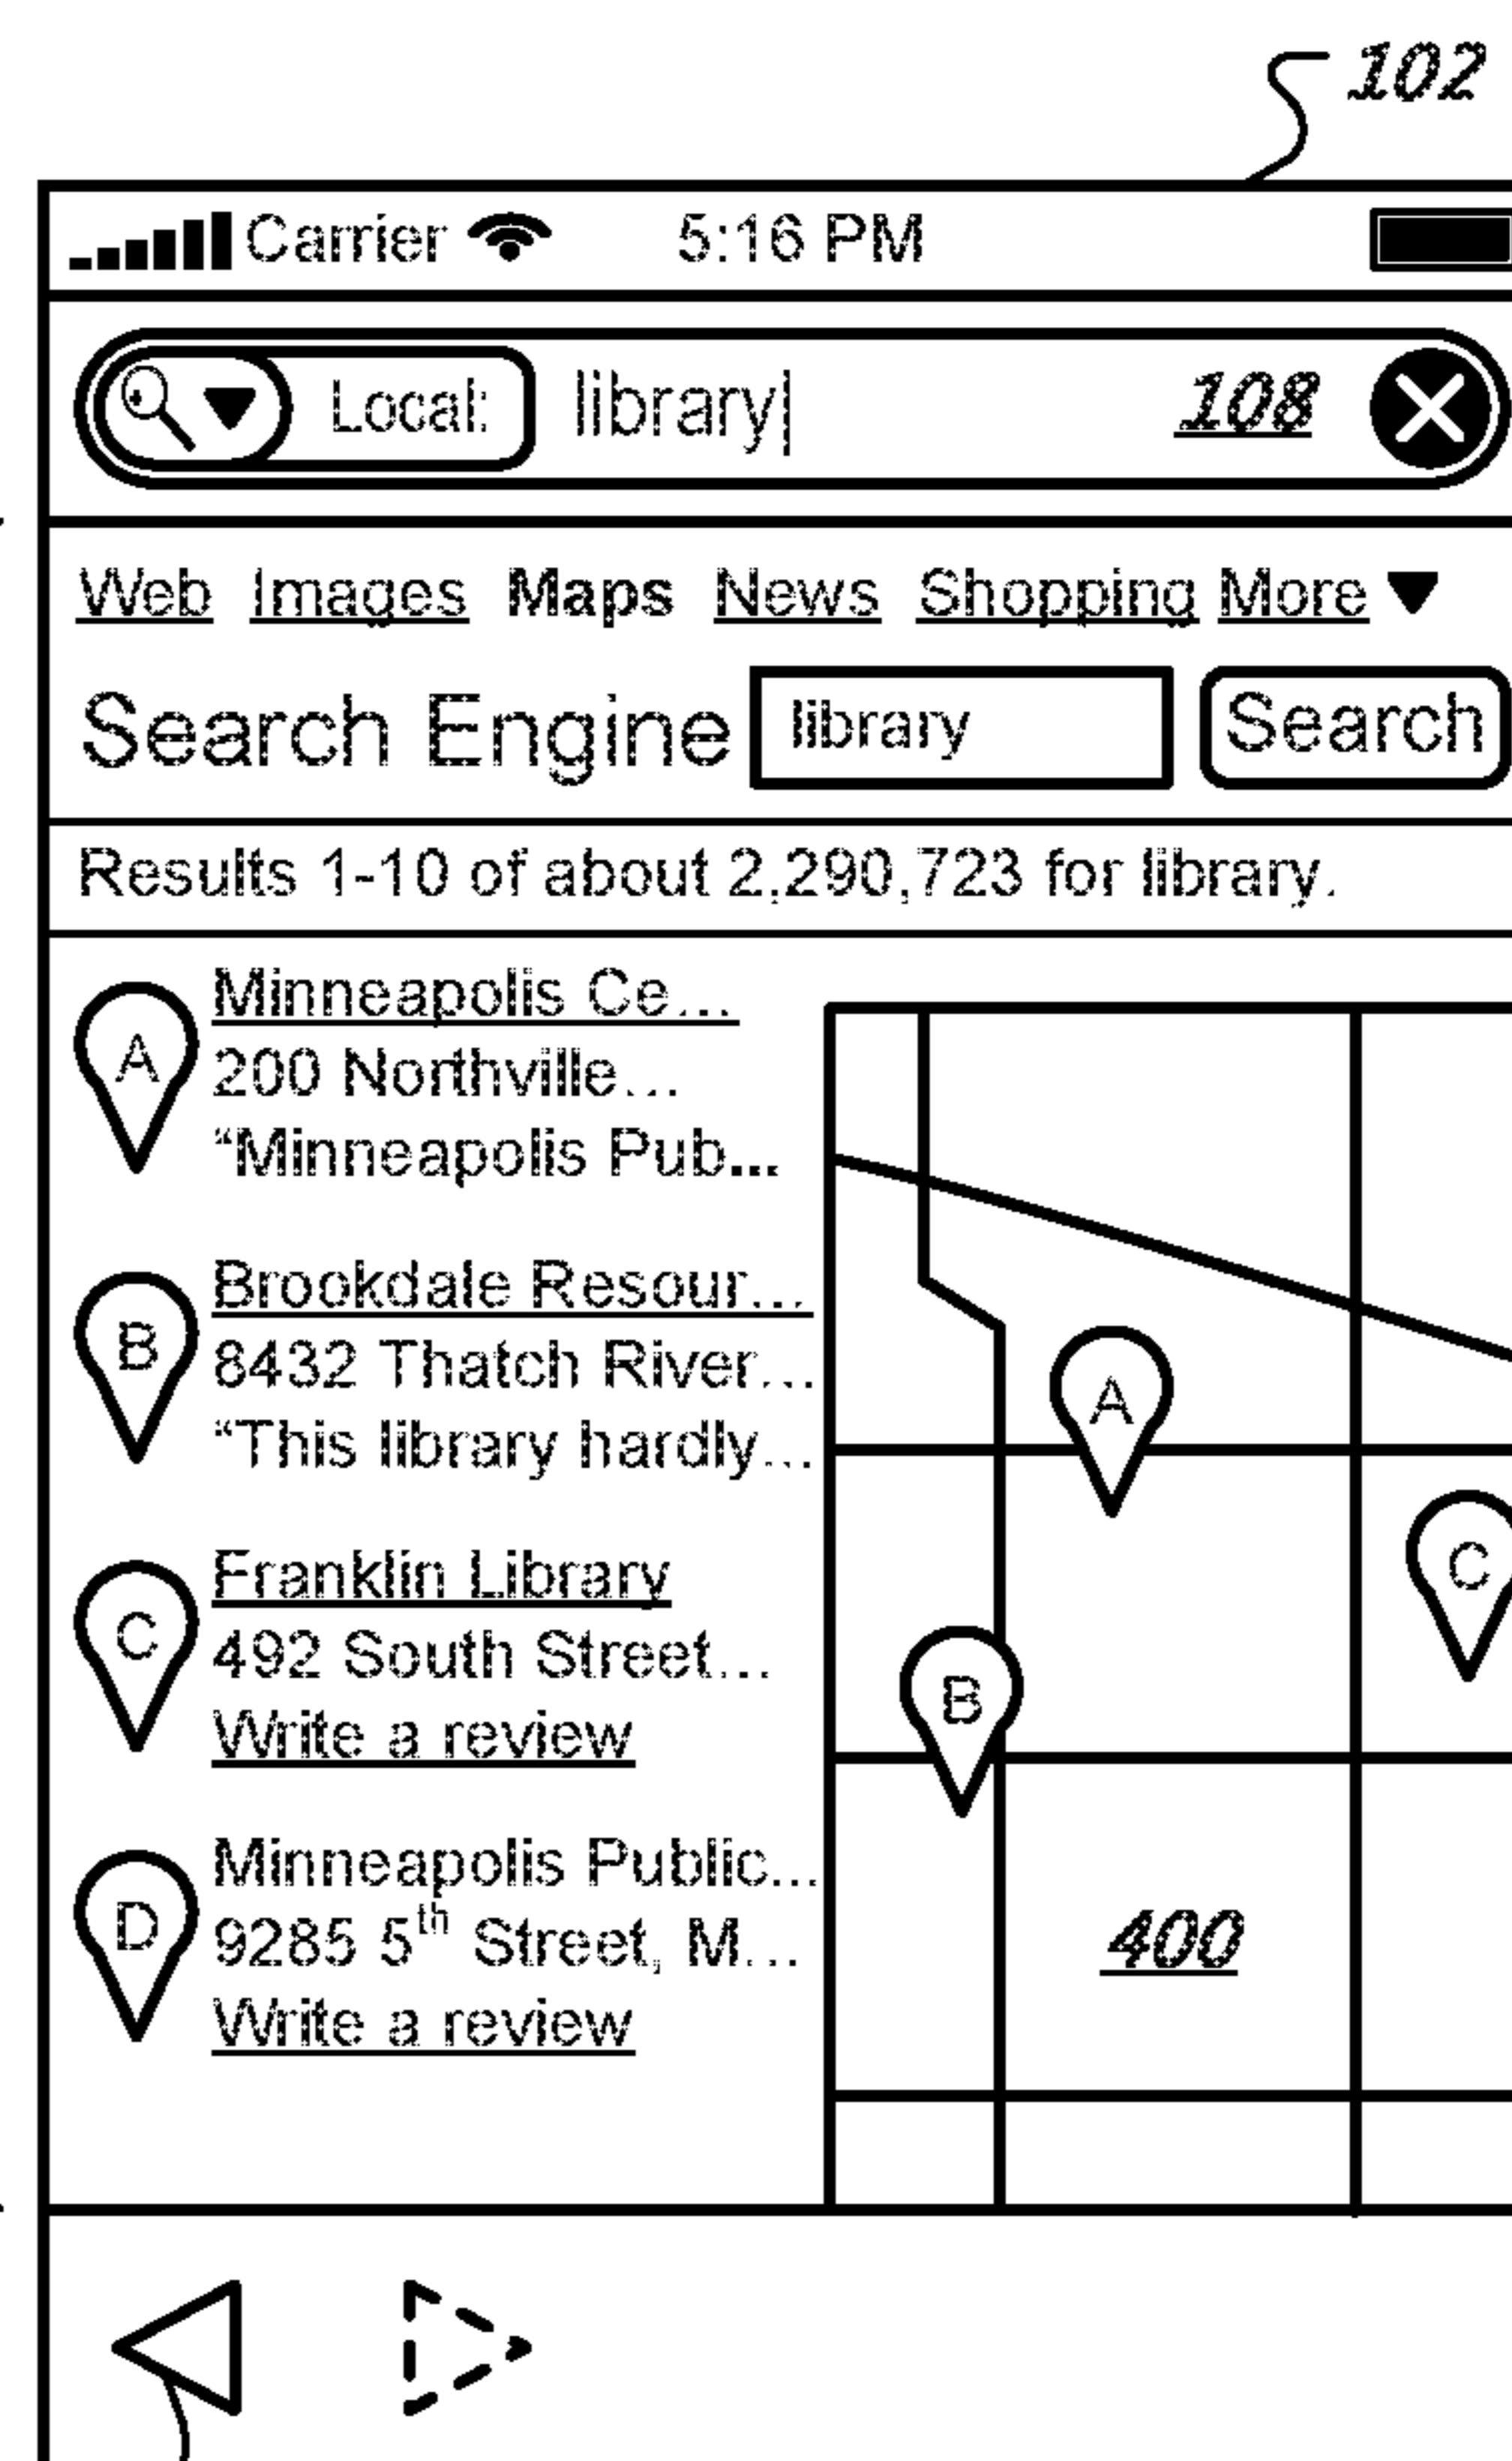 102
Carrier 5:16 PM
Local: library 108
Web Images Maps News Shopping More
Search Engine library Search
Results 1-10 of about 2,290,723 for library.
A Minneapolis Ce...
200 Northville...
“Minneapolis Pub...
B Brookdale Resour...
8432 Thatch River...
“This library hardly...
C Franklin Library
492 South Street...
Write a review
D Minneapolis Public...
9285 5th Street, M...
Write a review
A
C
B
400